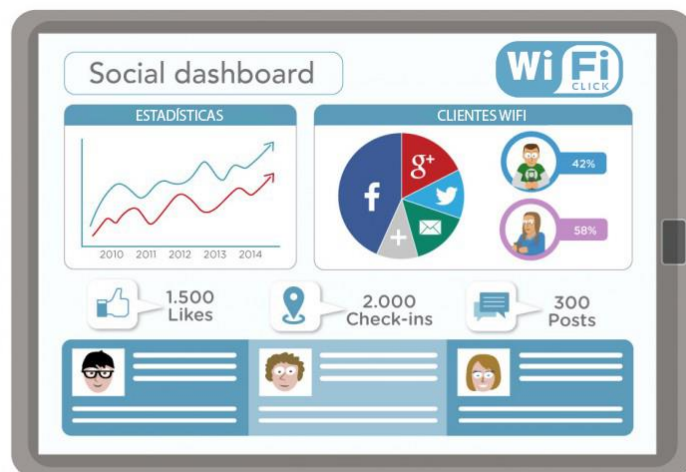 Social dashboard
WiFi
CLICK
ESTADÍSTICAS
CLIENTES WIFI
2010 2011 2012 2013 2014
f
g+
+
42%
58%
1.500
Likes
2.000
Check-ins
300
Posts